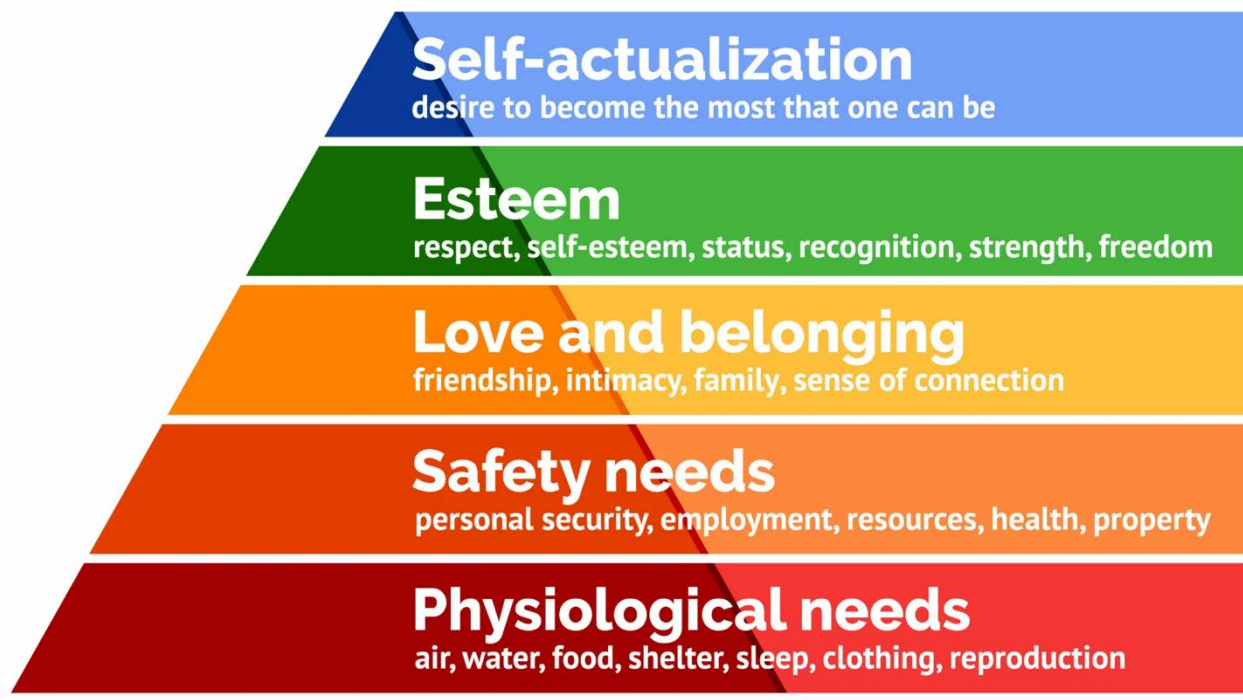 Self-actualization
desire to become the most that one can be
Esteem
respect, self-esteem, status, recognition, strength, freedom
Love and belonging
friendship, intimacy, family, sense of connection
Safety needs
personal security, employment, resources, health, property
Physiological needs
air, water, food, shelter, sleep, clothing, reproduction